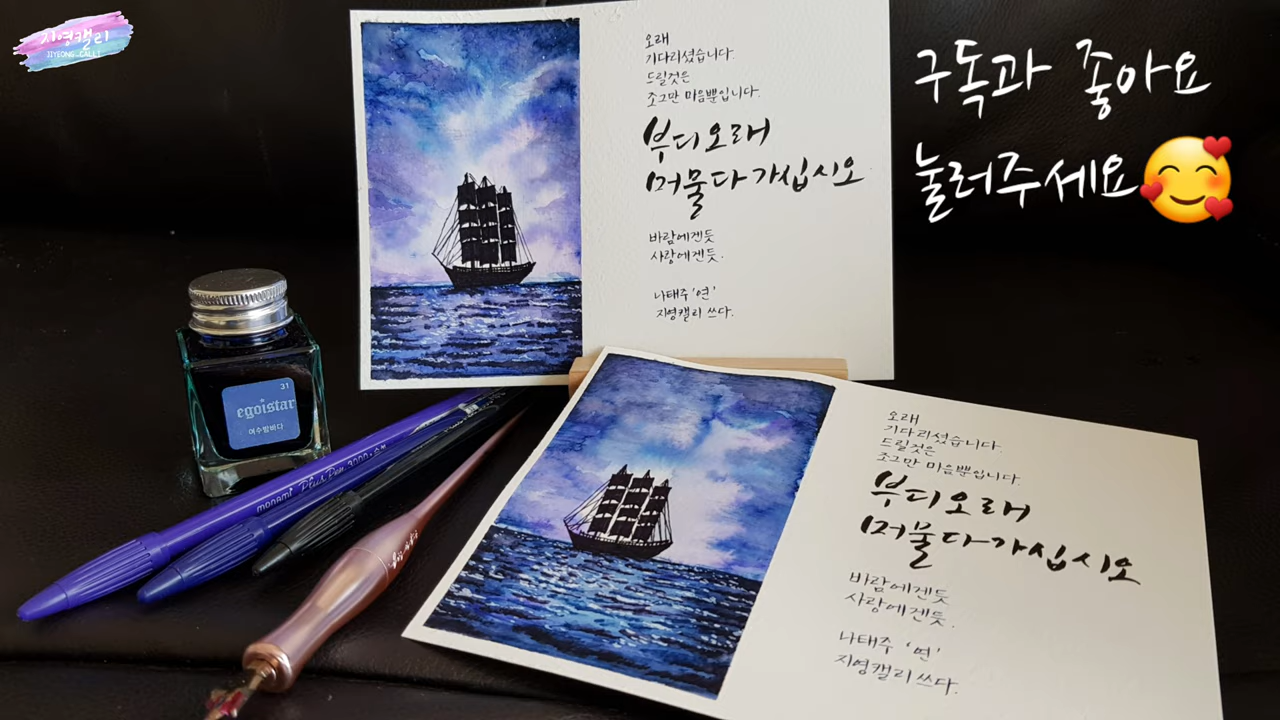 지영캘리
JIYEONG_CALLI
구독과 좋아요
눌러주세요
오래
기다리셨습니다.
드릴것은
조그만 마음뿐입니다.
부디오래
머물다가십시오
바람에겐듯
사랑에겐듯.
나태주 '연'
지영캘리 쓰다.
31
egoistar
여수밤바다
monami Plus Pen 3000
오래
기다리셨습니다.
드릴것은
조그만 마음뿐입니다.
부디오래
머물다가십시오
바람에겐듯
사랑에겐듯.
나태주 '연'
지영캘리 쓰다.